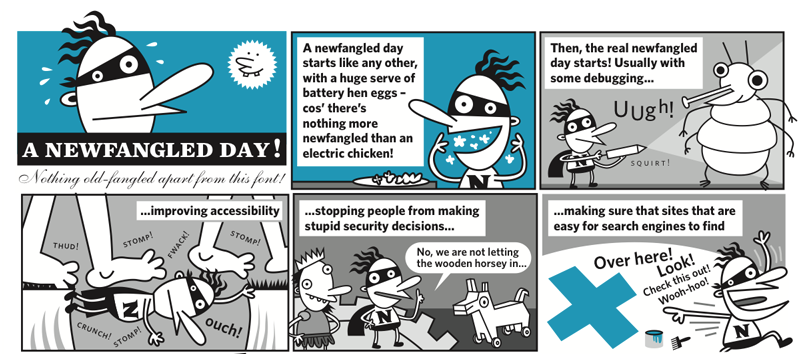 A NEWFANGLED DAY!
Nothing old-fangled apart from this font!
A newfangled day
starts like any other,
with a huge serve of
battery hen eggs –
cos' there's
nothing more
newfangled than an
electric chicken!
N
Then, the real newfangled
day starts! Usually with
some debugging...
UUgh!
SQUIRT!
N
...improving accessibility
THUD!
STOMP!
FWACK!
STOMP!
N
CRUNCH!
STOMP!
ouch!
...stopping people from making
stupid security decisions...
No, we are not letting
the wooden horsey in...
N
...making sure that sites that are
easy for search engines to find
Over here!
Look!
Check this out!
Wooh-hoo!
N